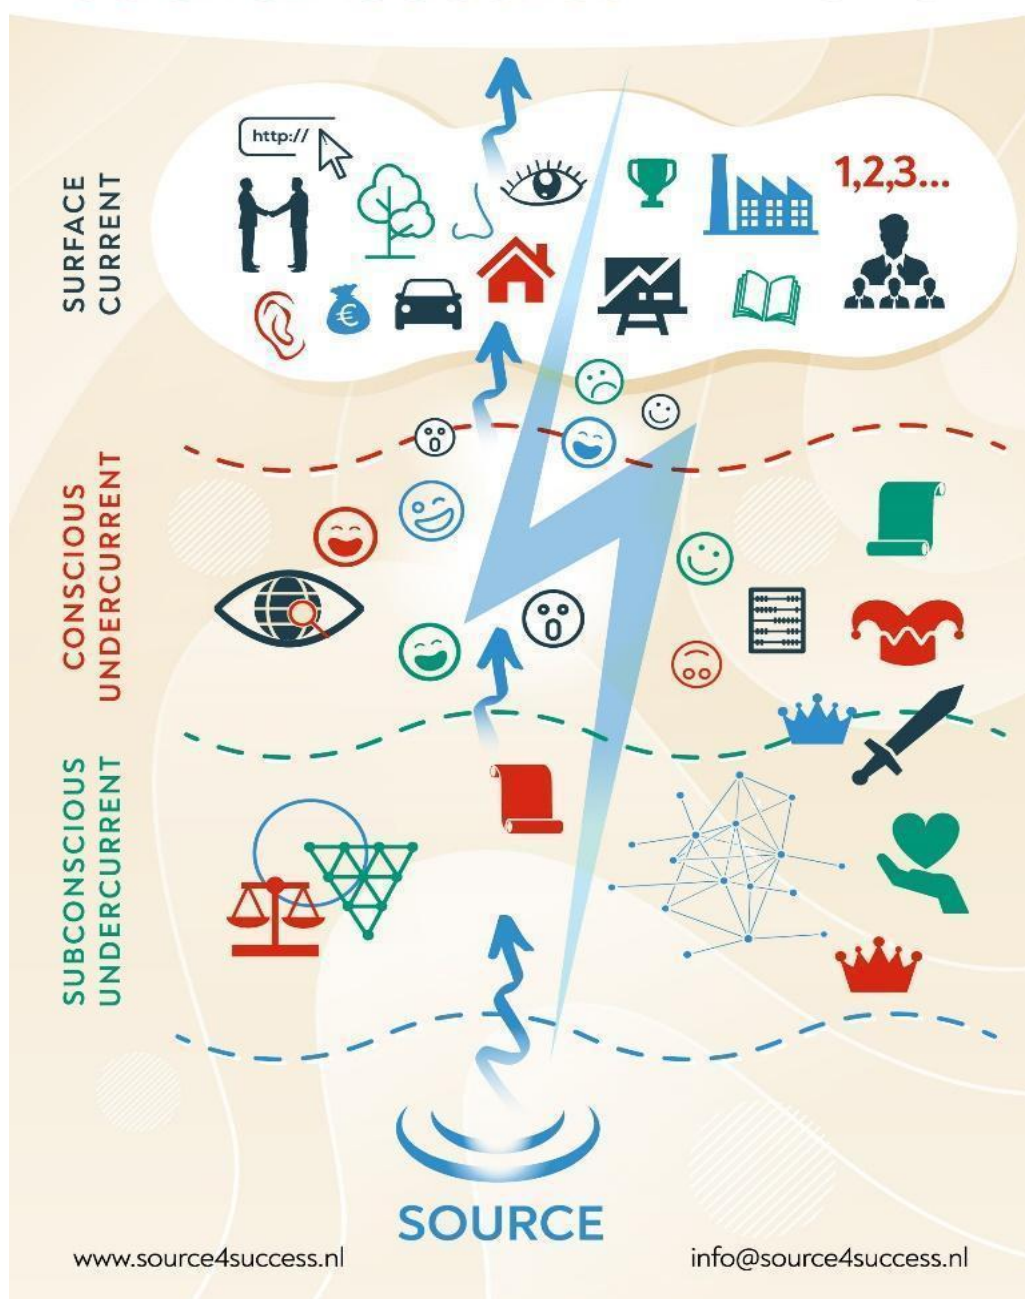 http://
1,2,3...
SURFACE
CURRENT
€
CONSCIOUS
UNDERCURRENT
SUBCONSCIOUS
UNDERCURRENT
SOURCE
www.source4success.nl
info@source4success.nl